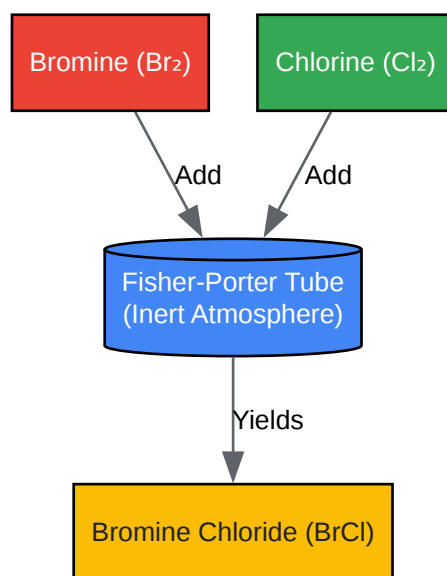 Bromine (Br₂)
Chlorine (Cl₂)
Add
Add
Fisher-Porter Tube
(Inert Atmosphere)
Yields
Bromine Chloride (BrCl)